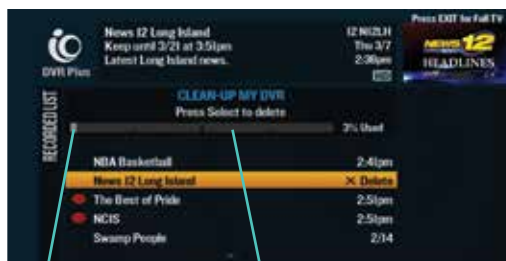 Press EXIT for Full TV
iO
DVR Plus
News 12 Long Island
Keep until 3/21 at 3:51pm
Latest Long Island news.
Thu 3/7
2:38pm
HD
NEWS 12
HEADLINES
RECORDED LIST
CLEAN-UP MY DVR
Press Select to delete
3% Used
NBA Basketball 2:41pm
News 12 Long Island X Delete
The Best of Pride 2:51pm
NCIS 2:51pm
Swamp People 2/14